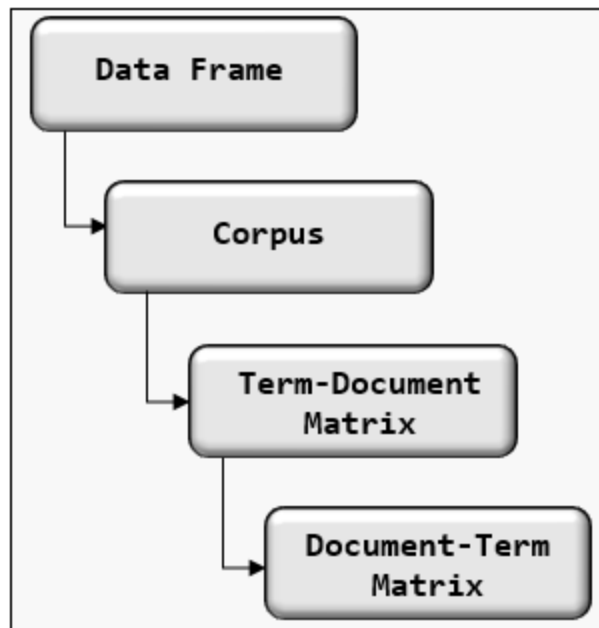 Data Frame
Corpus
Term-Document
Matrix
Document-Term
Matrix